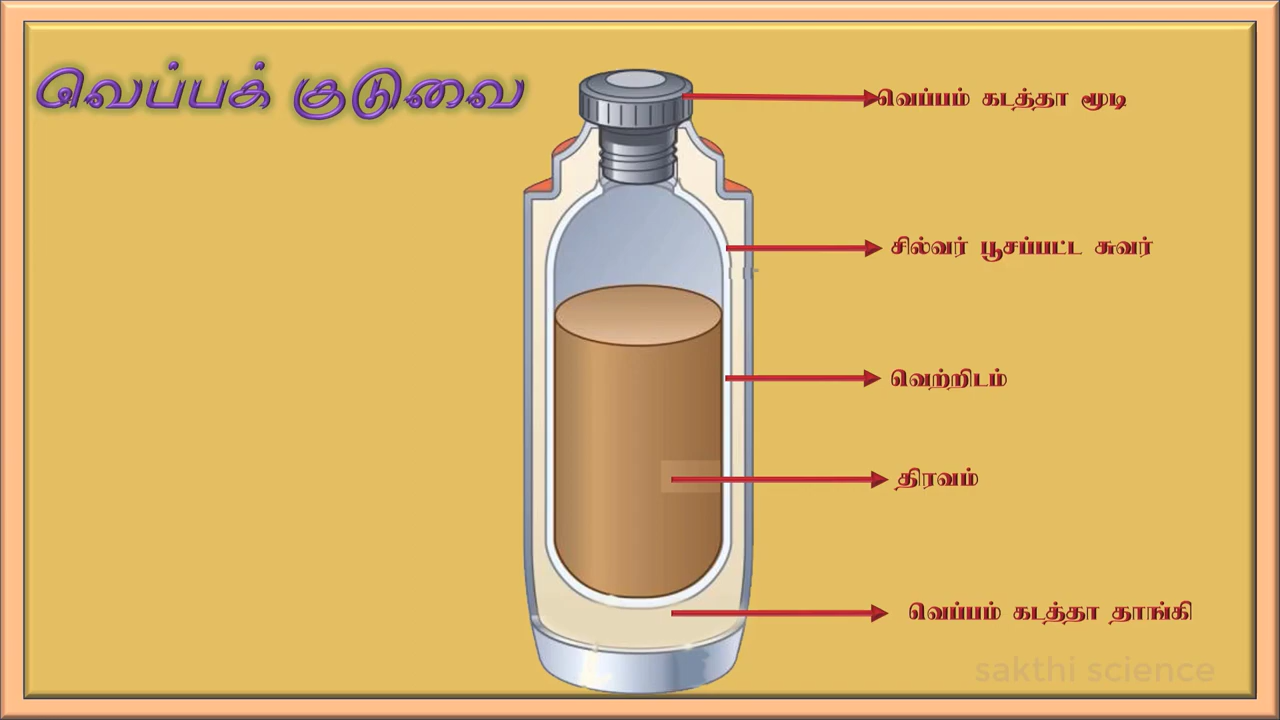 வெப்பக் குடுவை
வெப்பம் கடத்தா மூடி
சில்வர் பூசப்பட்ட சுவர்
வெற்றிடம்
திரவம்
வெப்பம் கடத்தா தாங்கி
sakthi science